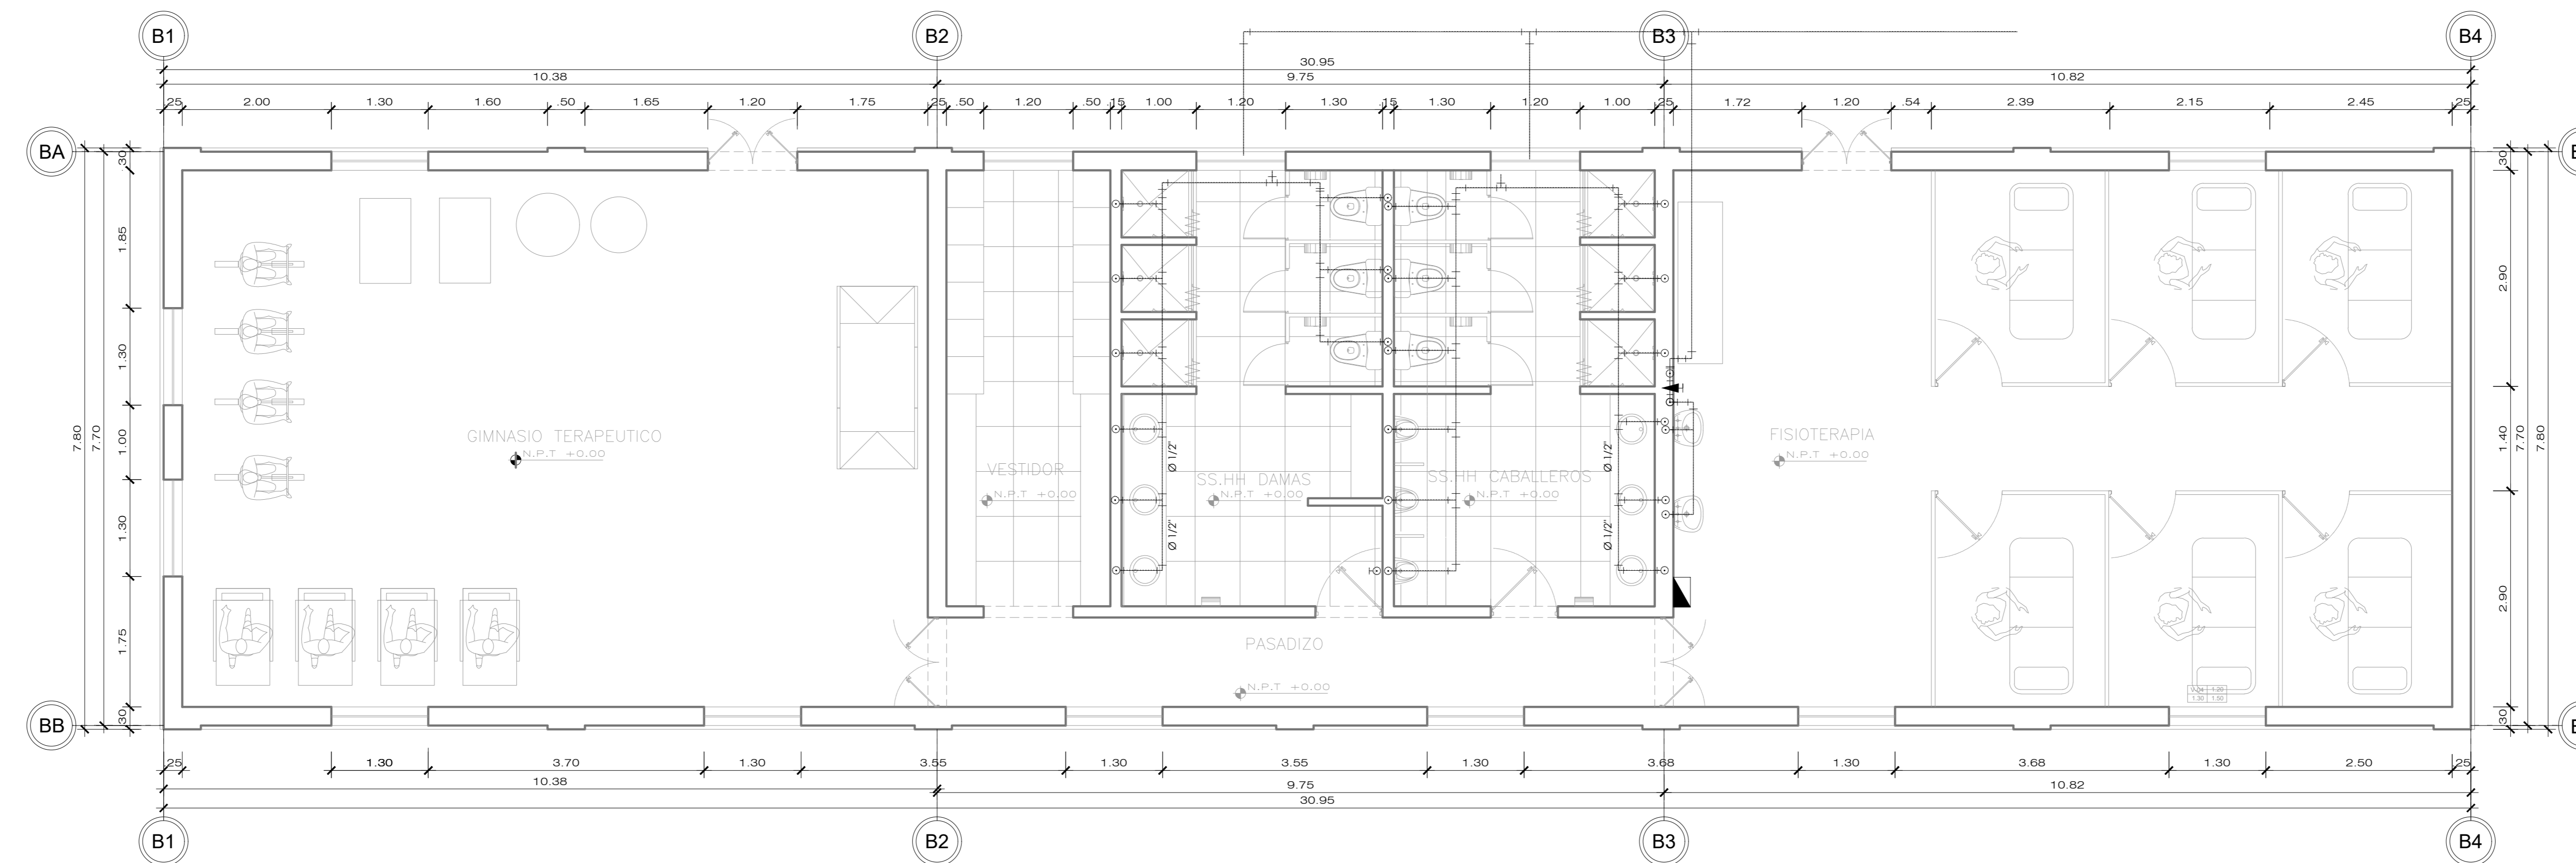 B1 B2 B3 B4
30.95
10.38 9.75 10.82
25 2.00 1.30 1.60 .50 1.65 1.20 1.75 .25 .50 1.20 .50 .15 1.00 1.20 1.30 .15 1.30 1.20 1.00 .25 1.72 1.20 .54 2.39 2.15 2.45 25
BA
.30 .30
1.85
2.90
1.30
7.80 7.70 1.00
1.40 7.70 7.80
1.30
2.90
1.75
.30 .30
BB
GIMNASIO TERAPEUTICO
N.P.T +0.00
VESTIDOR
N.P.T +0.00
SS.HH DAMAS
N.P.T +0.00
Ø 1/2"
Ø 1/2"
SS.HH CABALLEROS
N.P.T +0.00
Ø 1/2"
Ø 1/2"
FISIOTERAPIA
N.P.T +0.00
PASADIZO
N.P.T +0.00
1.20
1.30 1.50
25 1.30 3.70 1.30 3.55 1.30 3.55 1.30 3.68 1.30 3.68 1.30 2.50 25
10.38 9.75 10.82
30.95
B1 B2 B3 B4